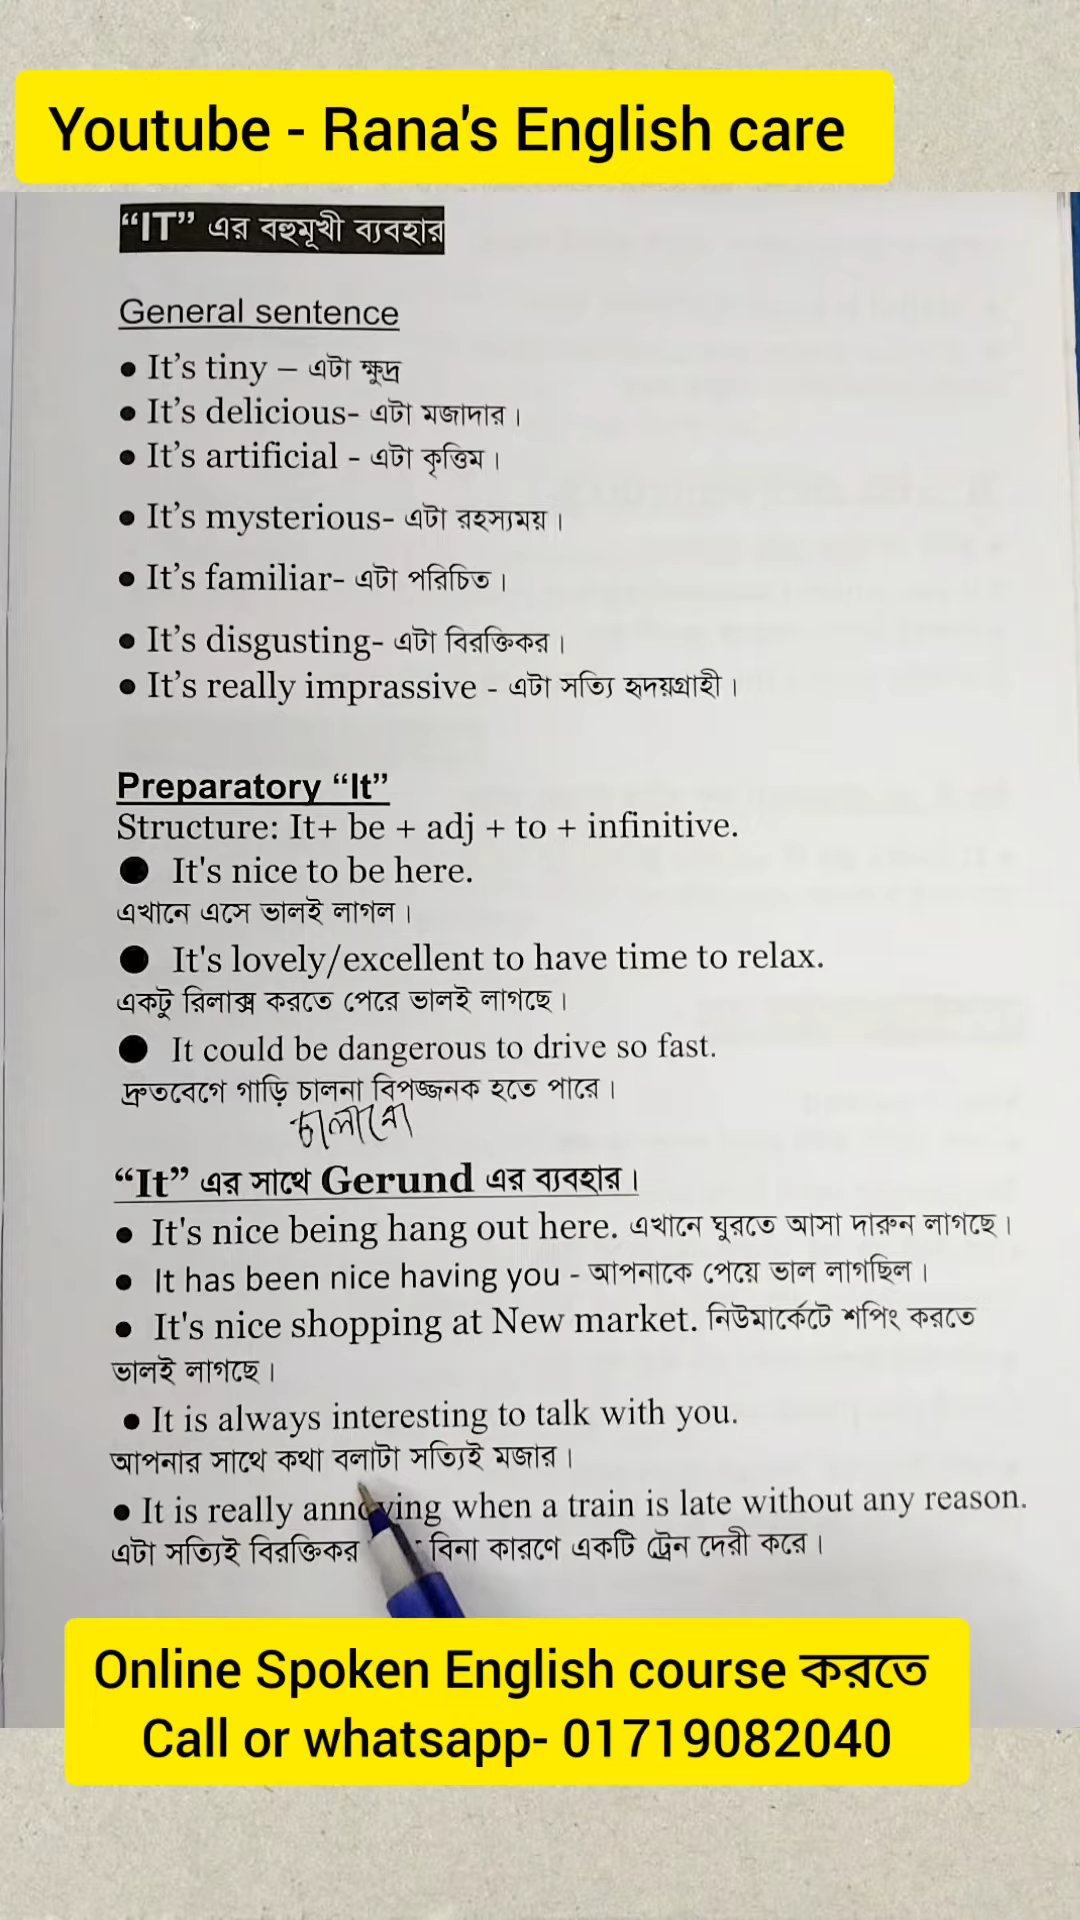 Youtube - Rana's English care
“IT” এর বহুমূখী ব্যবহার
General sentence
● It’s tiny – এটা ক্ষুদ্র
● It’s delicious- এটা মজাদার।
● It’s artificial - এটা কৃত্তিম।
● It’s mysterious- এটা রহস্যময়।
● It’s familiar- এটা পরিচিত।
● It’s disgusting- এটা বিরক্তিকর।
● It’s really imprassive - এটা সত্যি হৃদয়গ্রাহী।
Preparatory “It”
Structure: It+ be + adj + to + infinitive.
● It's nice to be here.
এখানে এসে ভালই লাগল।
● It's lovely/excellent to have time to relax.
একটু রিলাক্স করতে পেরে ভালই লাগছে।
● It could be dangerous to drive so fast.
দ্রুতবেগে গাড়ি চালনা বিপজ্জনক হতে পারে।
চালানো
“It” এর সাথে Gerund এর ব্যবহার।
● It's nice being hang out here. এখানে ঘুরতে আসা দারুন লাগছে।
● It has been nice having you - আপনাকে পেয়ে ভাল লাগছিল।
● It's nice shopping at New market. নিউমার্কেটে শপিং করতে
ভালই লাগছে।
● It is always interesting to talk with you.
আপনার সাথে কথা বলাটা সত্যিই মজার।
● It is really annoying when a train is late without any reason.
এটা সত্যিই বিরক্তিকর বিনা কারণে একটি ট্রেন দেরী করে।
Online Spoken English course করতে
Call or whatsapp- 01719082040